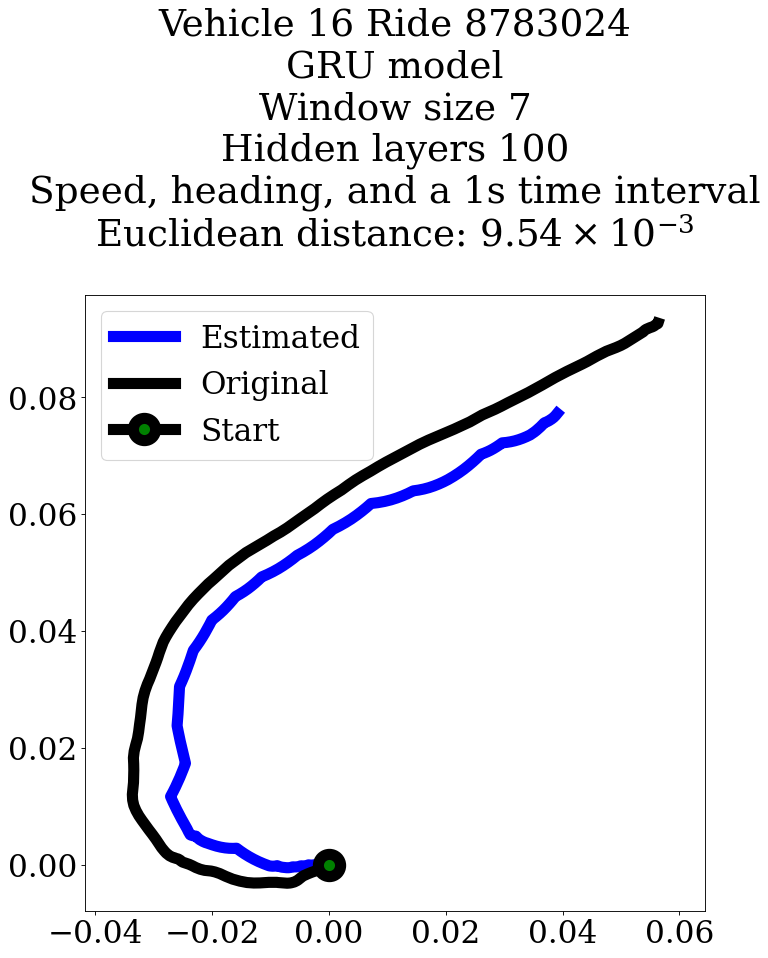 Vehicle 16 Ride 8783024
GRU model
Window size 7
Hidden layers 100
Speed, heading, and a 1s time interval
Euclidean distance: 9.54 × 10⁻³
Estimated
Original
Start
0.08
0.06
0.04
0.02
0.00
−0.04 −0.02 0.00 0.02 0.04 0.06